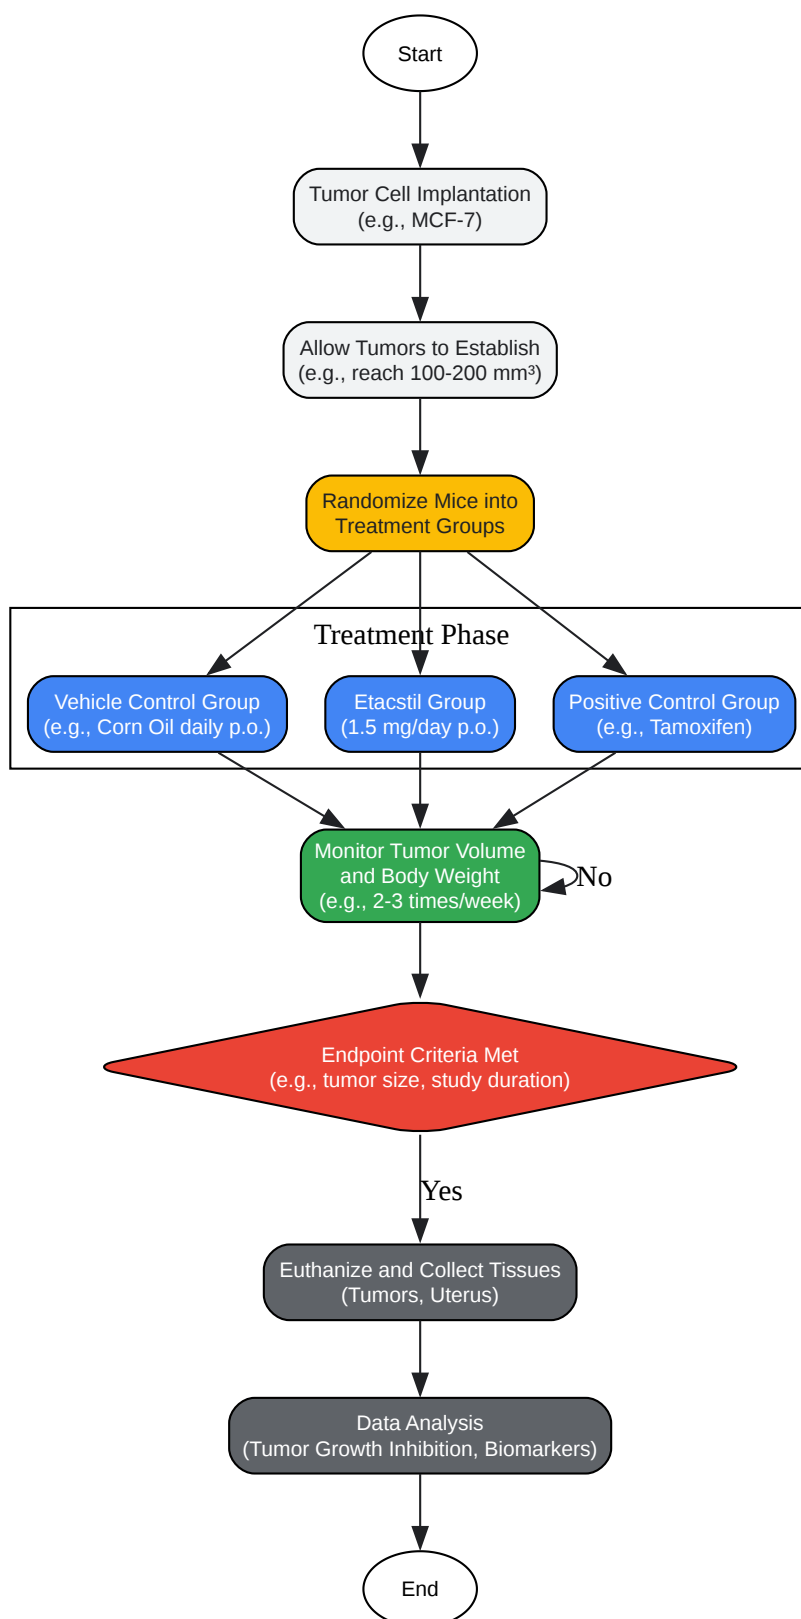 Start
Tumor Cell Implantation
(e.g., MCF-7)
Allow Tumors to Establish
(e.g., reach 100-200 mm³)
Randomize Mice into
Treatment Groups
Treatment Phase
Vehicle Control Group
(e.g., Corn Oil daily p.o.)
Etacstil Group
(1.5 mg/day p.o.)
Positive Control Group
(e.g., Tamoxifen)
Monitor Tumor Volume
and Body Weight
(e.g., 2-3 times/week)
No
Endpoint Criteria Met
(e.g., tumor size, study duration)
Yes
Euthanize and Collect Tissues
(Tumors, Uterus)
Data Analysis
(Tumor Growth Inhibition, Biomarkers)
End